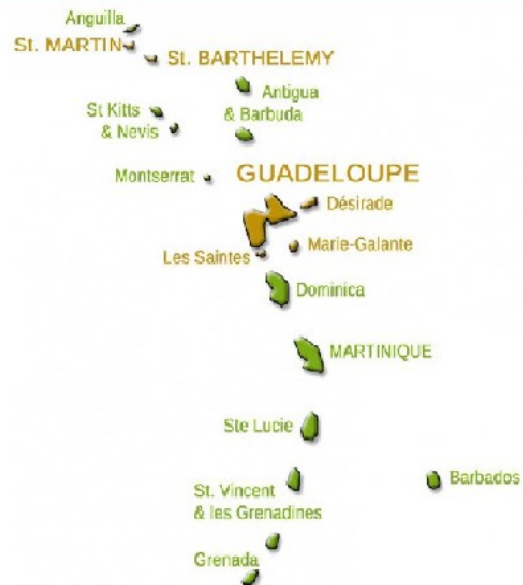 Anguilla
St. MARTIN
St. BARTHELEMY
Antigua
& Barbuda
St Kitts
& Nevis
Montserrat
GUADELOUPE
Désirade
Marie-Galante
Les Saintes
Dominica
MARTINIQUE
Ste Lucie
Barbados
St. Vincent
& les Grenadines
Grenada